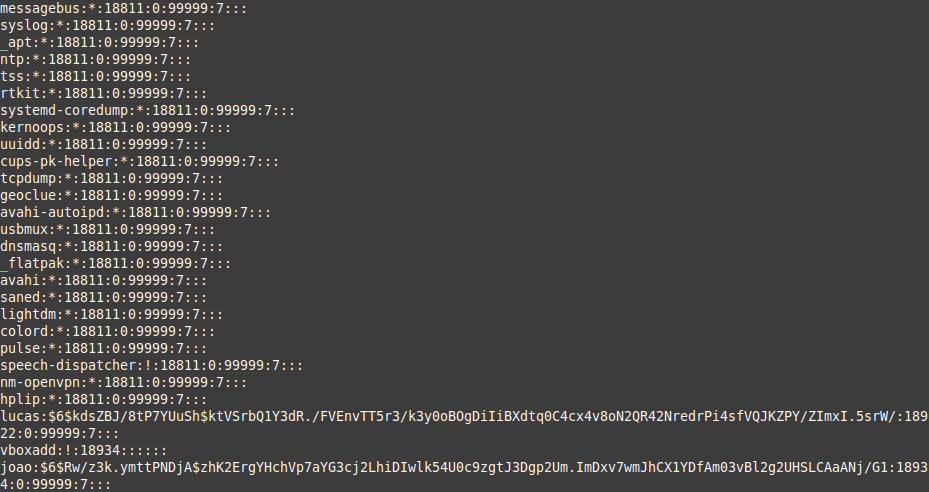 messagebus:*:18811:0:99999:7:::
syslog:*:18811:0:99999:7:::
_apt:*:18811:0:99999:7:::
ntp:*:18811:0:99999:7:::
tss:*:18811:0:99999:7:::
rtkit:*:18811:0:99999:7:::
systemd-coredump:*:18811:0:99999:7:::
kernoops:*:18811:0:99999:7:::
uuidd:*:18811:0:99999:7:::
cups-pk-helper:*:18811:0:99999:7:::
tcpdump:*:18811:0:99999:7:::
geoclue:*:18811:0:99999:7:::
avahi-autoipd:*:18811:0:99999:7:::
usbmux:*:18811:0:99999:7:::
dnsmasq:*:18811:0:99999:7:::
_flatpak:*:18811:0:99999:7:::
avahi:*:18811:0:99999:7:::
saned:*:18811:0:99999:7:::
lightdm:*:18811:0:99999:7:::
colord:*:18811:0:99999:7:::
pulse:*:18811:0:99999:7:::
speech-dispatcher:!:18811:0:99999:7:::
nm-openvpn:*:18811:0:99999:7:::
hplip:*:18811:0:99999:7:::
lucas:$6$kdsZBJ/8tP7YUuSh$ktVSrbQ1Y3dR./FVEnvTT5r3/k3y0oBOgDiIiBXdtq0C4cx4v8oN2QR42NredrPi4sfVQJKZPY/ZImxI.5srW/:189
22:0:99999:7:::
vboxadd:!:18934::::::
joao:$6$Rw/z3k.ymttPNDjA$zhK2ErgYHchVp7aYG3cj2LhiDIwlk54U0c9zgtJ3Dgp2Um.ImDxv7wmJhCX1YDfAm03vBl2g2UHSLCAaANj/G1:1893
4:0:99999:7:::